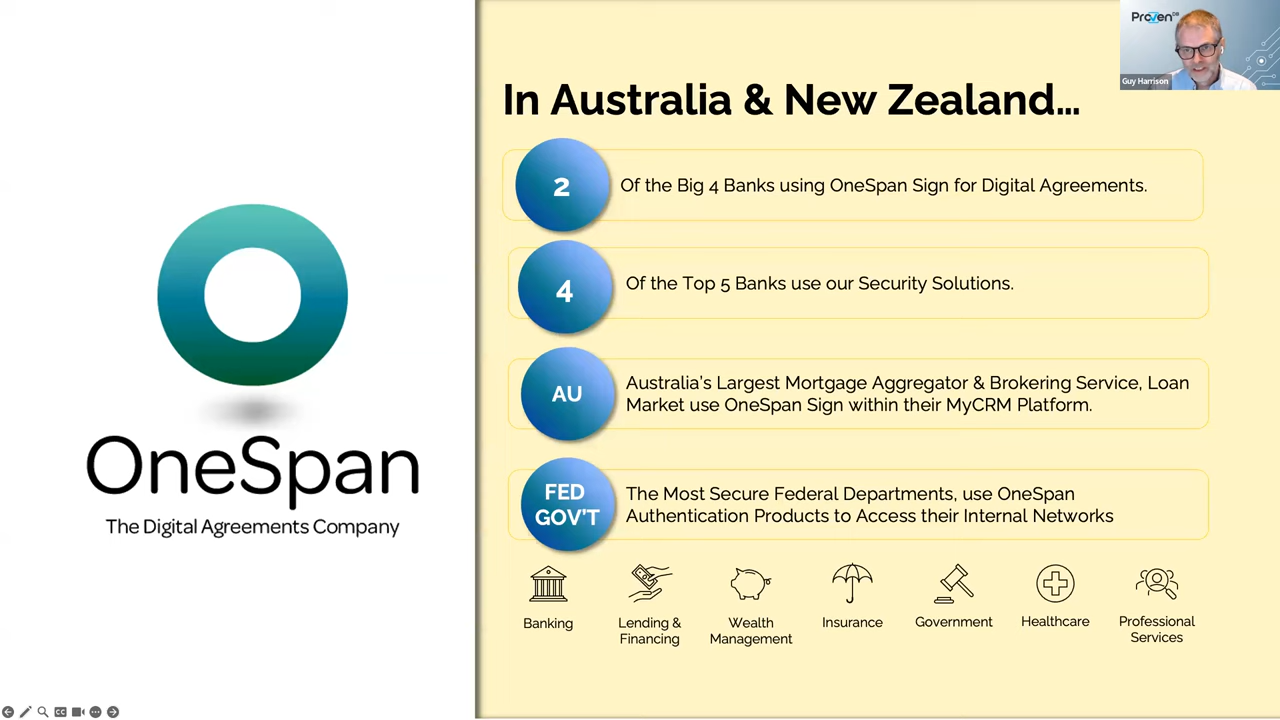 ProvenDB
Guy Harrison
In Australia & New Zealand...
2
Of the Big 4 Banks using OneSpan Sign for Digital Agreements.
4
Of the Top 5 Banks use our Security Solutions.
AU
Australia's Largest Mortgage Aggregator & Brokering Service, Loan
Market use OneSpan Sign within their MyCRM Platform.
FED
GOV'T
The Most Secure Federal Departments, use OneSpan
Authentication Products to Access their Internal Networks
OneSpan
The Digital Agreements Company
Banking
Lending &
Financing
Wealth
Management
Insurance
Government
Healthcare
Professional
Services
CC